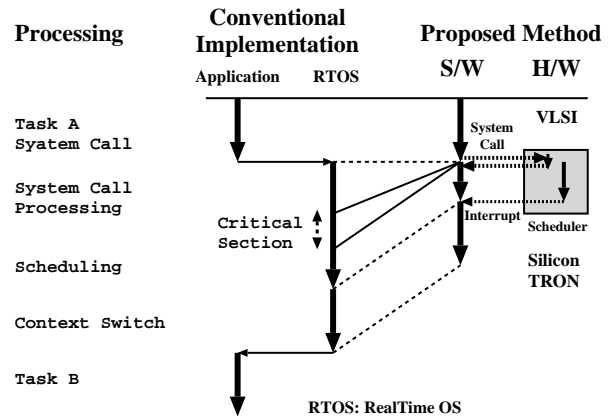 Processing
Conventional
Implementation
Proposed Method
Application
RTOS
S/W
H/W
Task A
Syatem Call
System
Call
VLSI
System Call
Processing
Critical
Section
Interrupt
Scheduler
Scheduling
Silicon
TRON
Context Switch
Task B
RTOS: RealTime OS